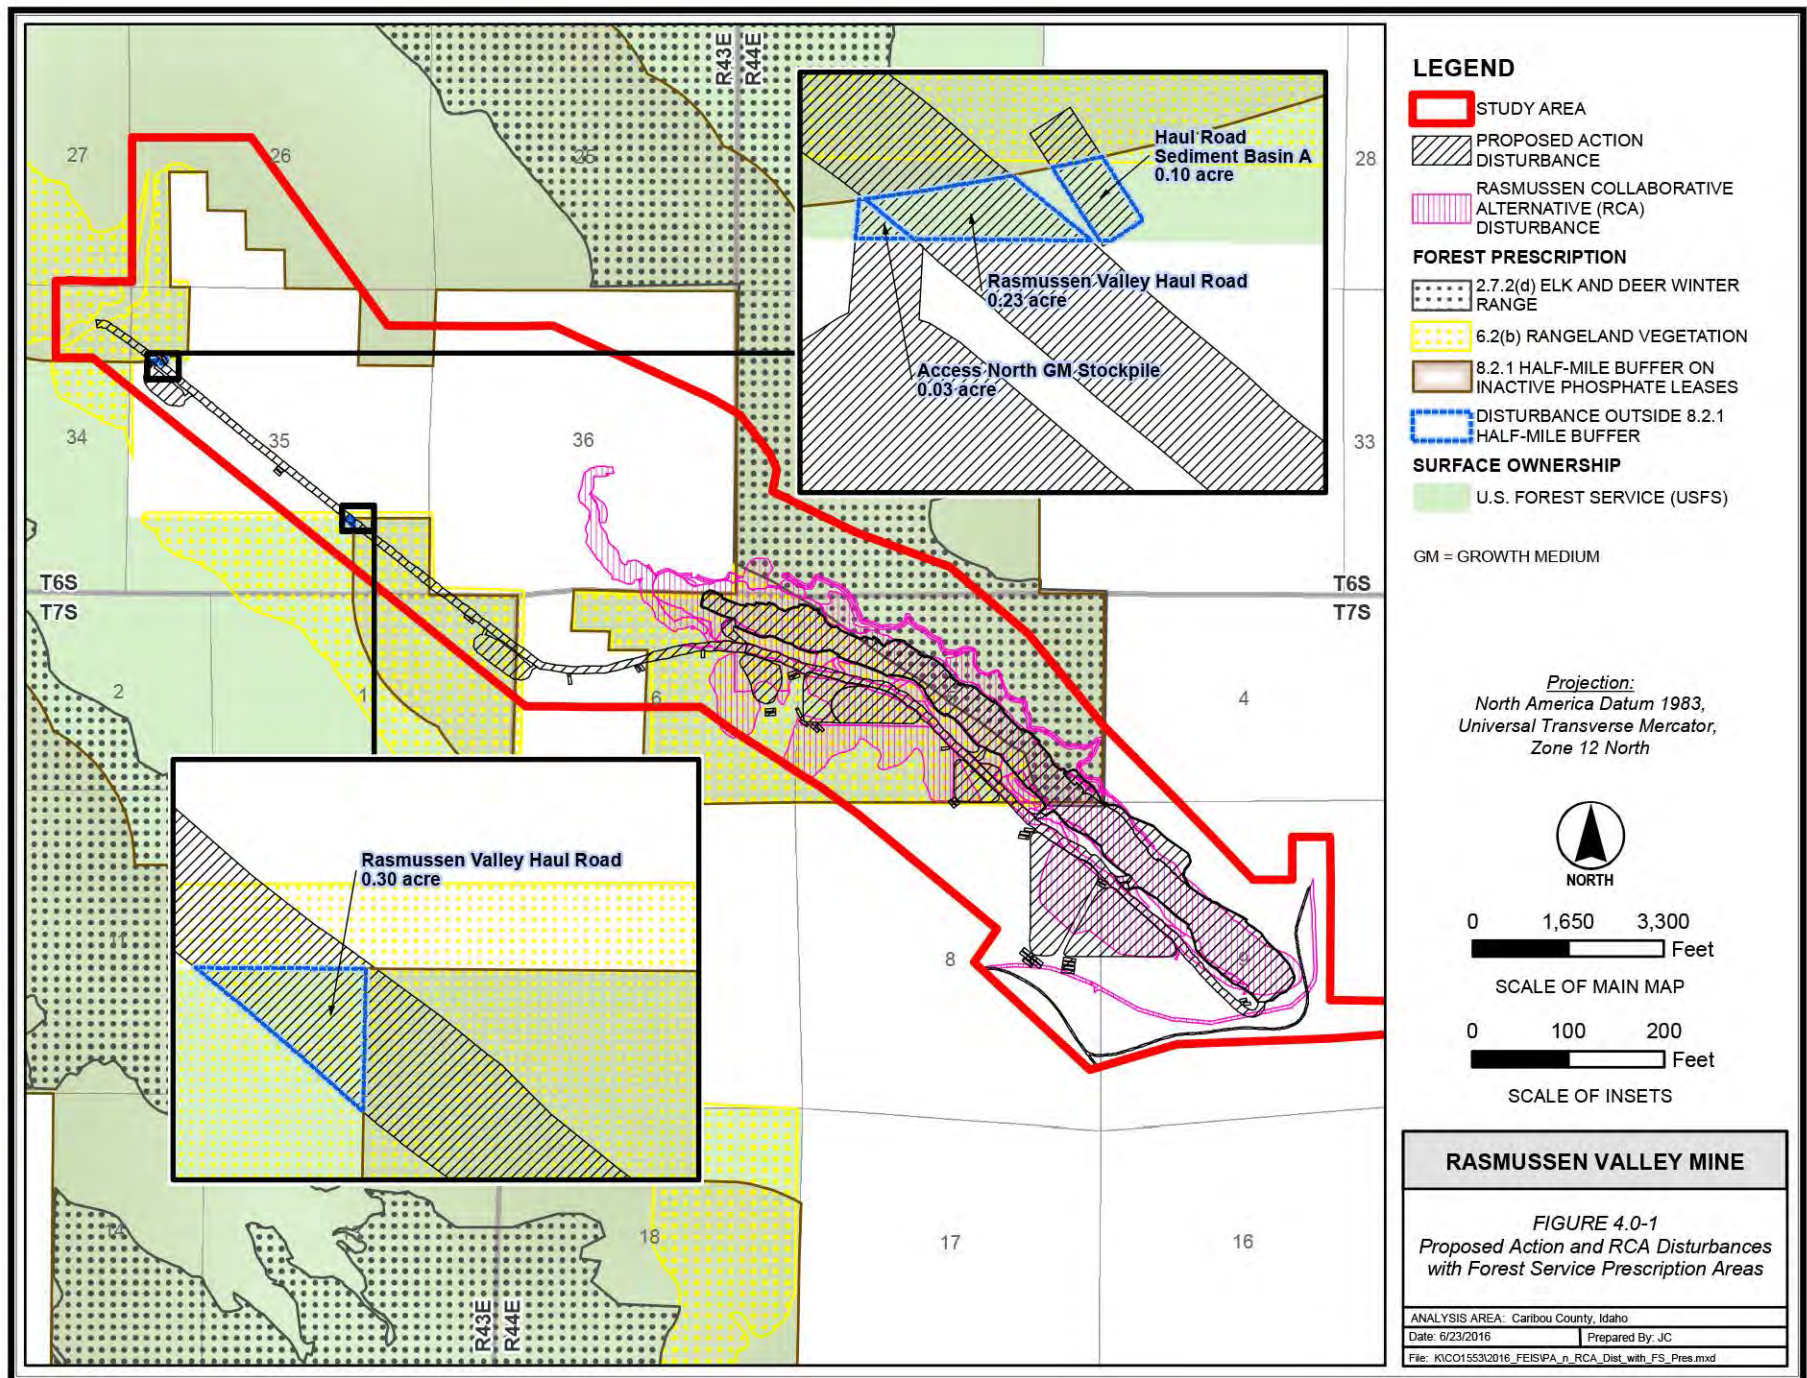 R43E
R44E
27
26
25
28
Haul Road
Sediment Basin A
0.10 acre
Rasmussen Valley Haul Road
0.23 acre
Access North GM Stockpile
0.03 acre
34
35
36
33
T6S
T7S
T6S
T7S
2
1
6
4
Rasmussen Valley Haul Road
0.30 acre
11
8
9
14
13
18
17
16
R43E
R44E
LEGEND
STUDY AREA
PROPOSED ACTION
DISTURBANCE
RASMUSSEN COLLABORATIVE
ALTERNATIVE (RCA)
DISTURBANCE
FOREST PRESCRIPTION
2.7.2(d) ELK AND DEER WINTER
RANGE
6.2(b) RANGELAND VEGETATION
8.2.1 HALF-MILE BUFFER ON
INACTIVE PHOSPHATE LEASES
DISTURBANCE OUTSIDE 8.2.1
HALF-MILE BUFFER
SURFACE OWNERSHIP
U.S. FOREST SERVICE (USFS)
GM = GROWTH MEDIUM
Projection:
North America Datum 1983,
Universal Transverse Mercator,
Zone 12 North
NORTH
0 1,650 3,300
Feet
SCALE OF MAIN MAP
0 100 200
Feet
SCALE OF INSETS
RASMUSSEN VALLEY MINE
FIGURE 4.0-1
Proposed Action and RCA Disturbances
with Forest Service Prescription Areas
ANALYSIS AREA: Caribou County, Idaho
Date: 6/23/2016 Prepared By: JC
File: K\CO1553\2016_FEIS\PA_n_RCA_Dist_with_FS_Pres.mxd